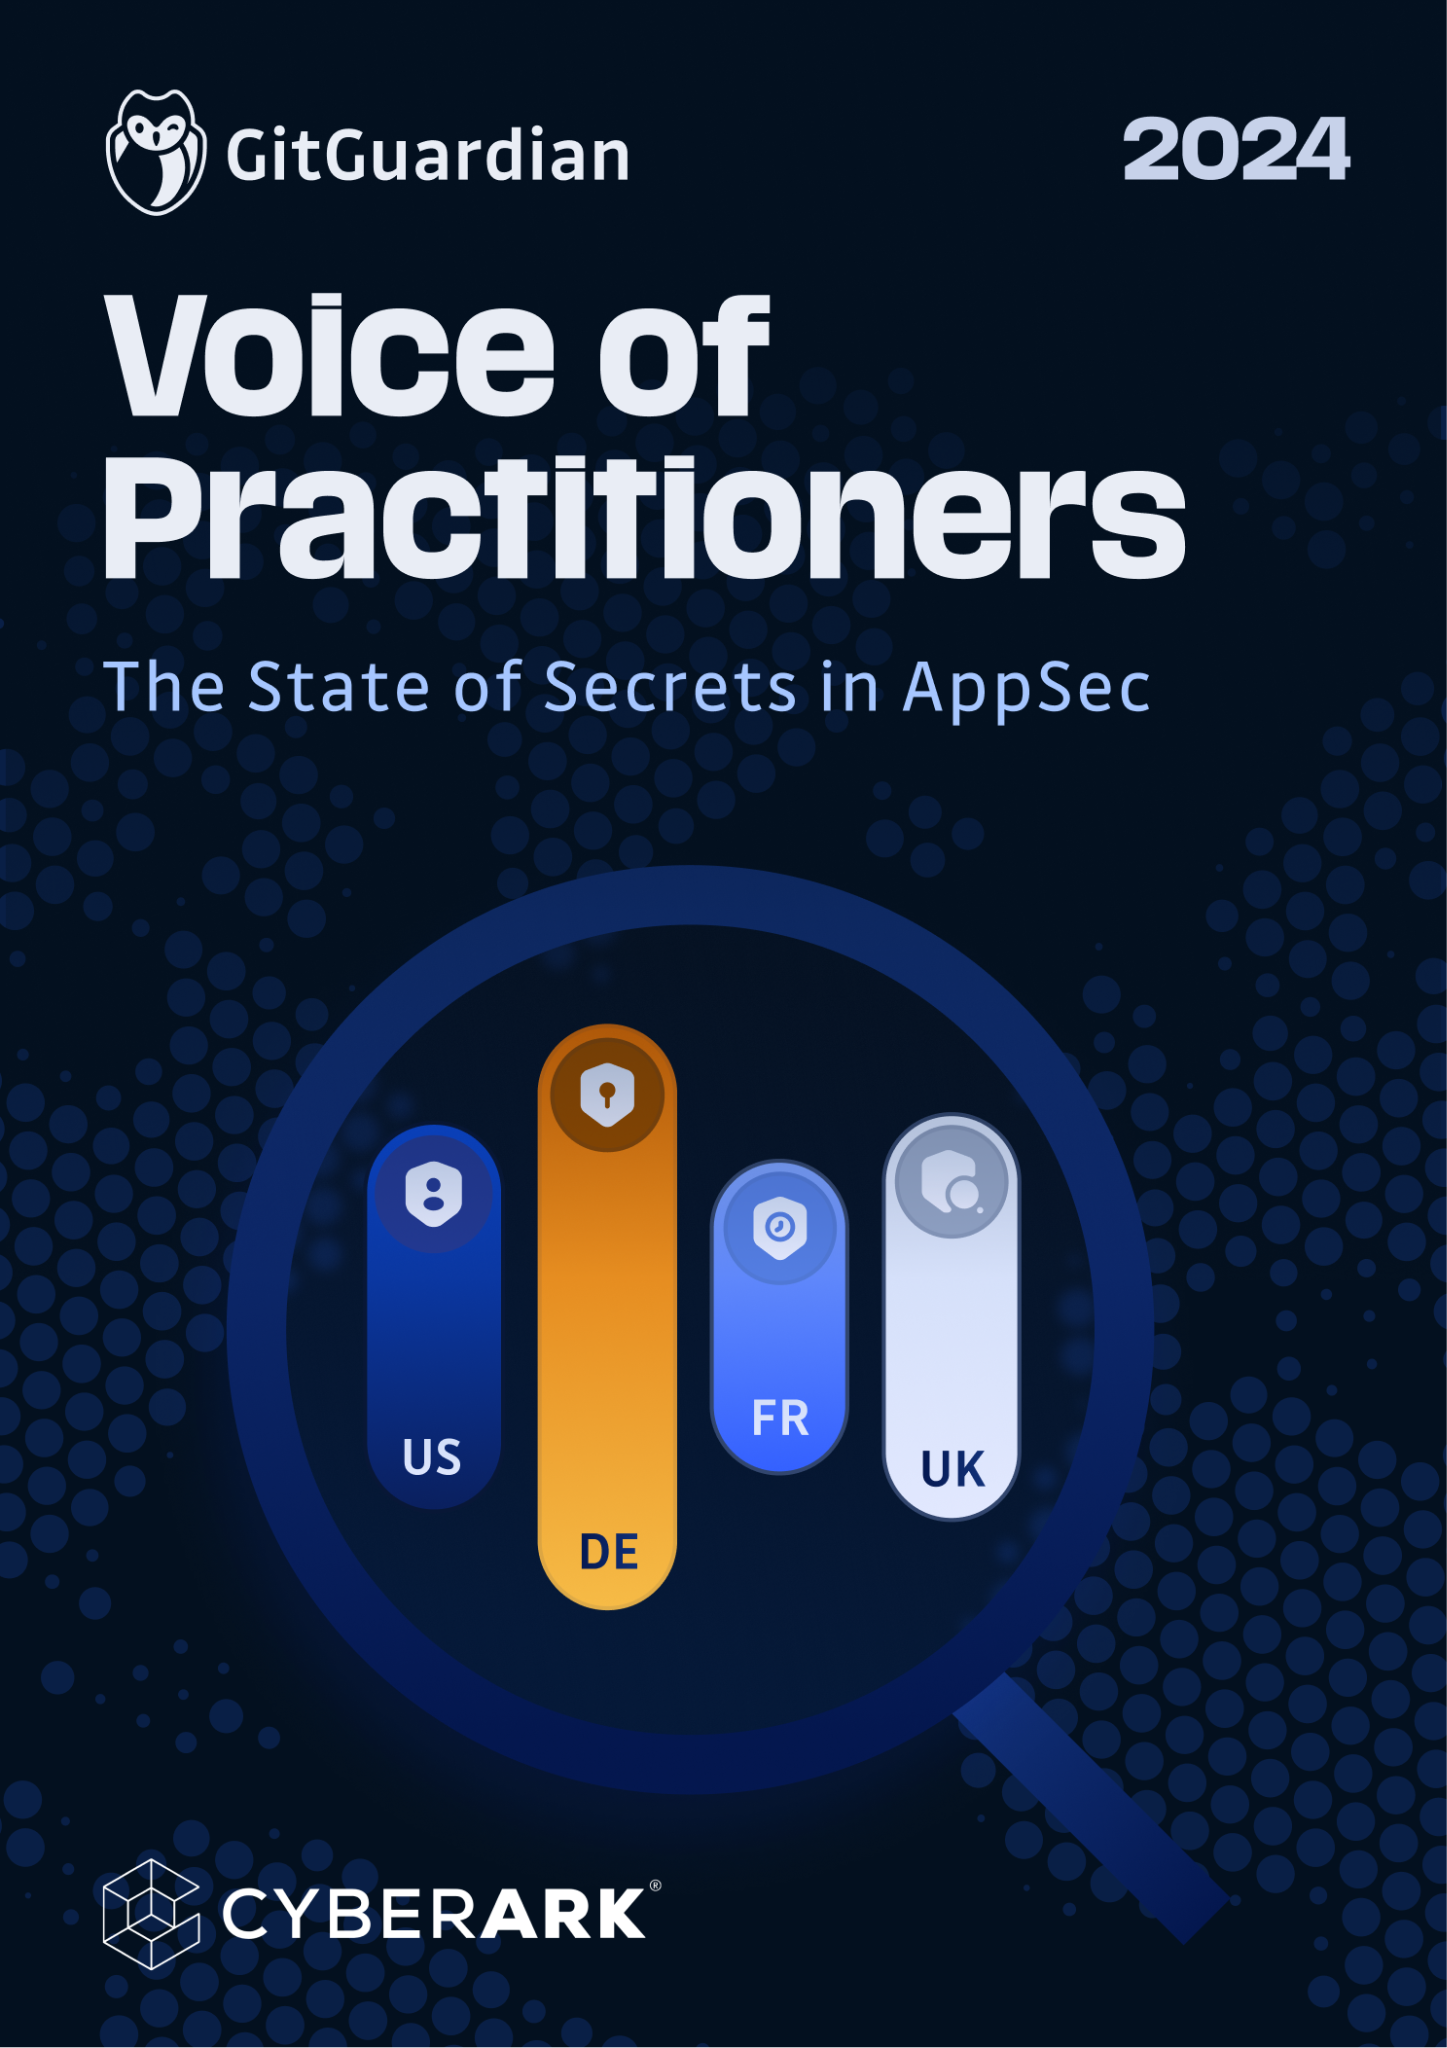 GitGuardian
2024
Voice of
Practitioners
The State of Secrets in AppSec
US
DE
FR
UK
CYBERARK®